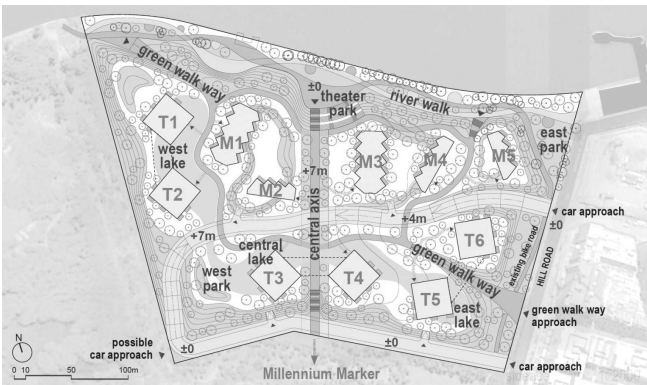 green walk way
±0
theater
park
river walk
T1
M1
west
lake
M3
M4
M5
east
park
+7m
T2
M2
central axis
+4m
car approach
±0
+7m
T6
central
lake
existing bike road
HILL ROAD
green walk way
west
park
T3
T4
T5
east
lake
green walk way
approach
possible
car approach
±0
±0
car approach
N
0 10 50 100m
Millennium Marker